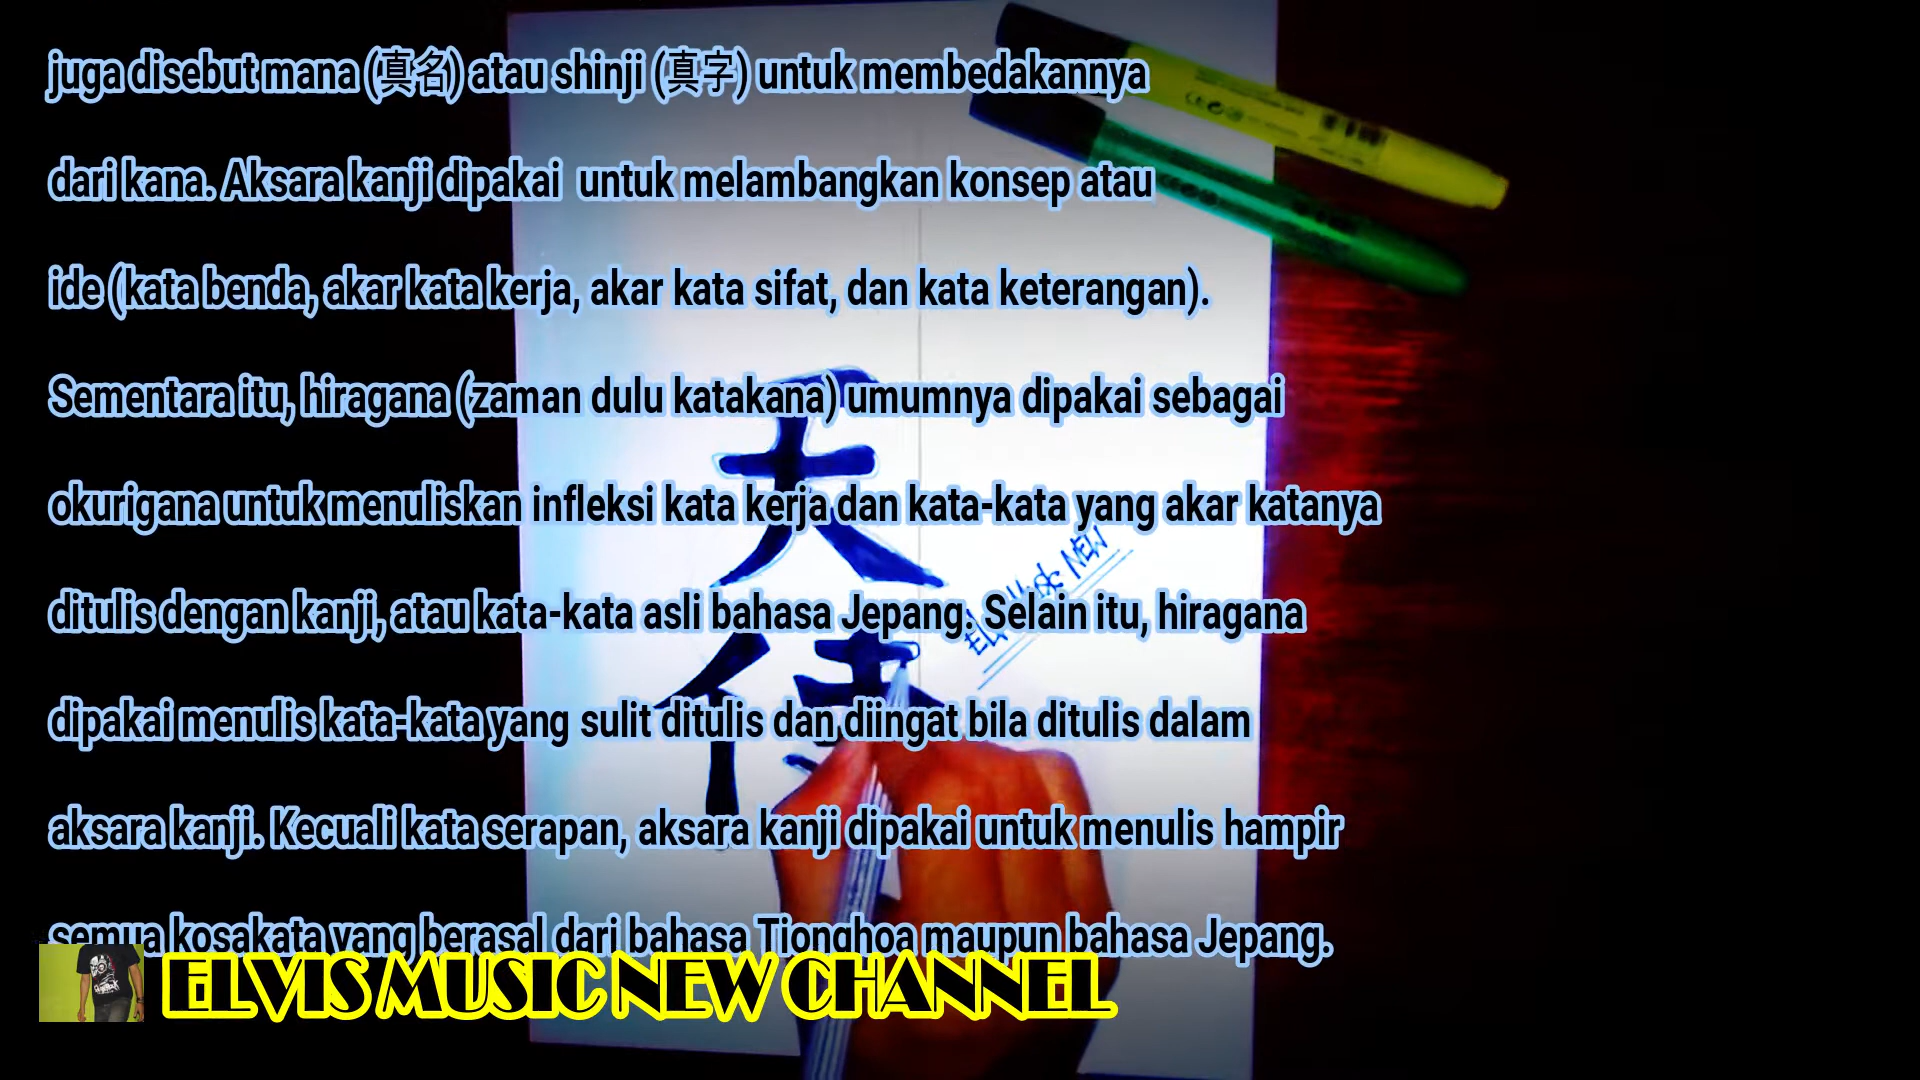 juga disebut mana (真名) atau shinji (真字) untuk membedakannya
dari kana. Aksara kanji dipakai  untuk melambangkan konsep atau
ide (kata benda, akar kata kerja, akar kata sifat, dan kata keterangan).
Sementara itu, hiragana (zaman dulu katakana) umumnya dipakai sebagai
okurigana untuk menuliskan infleksi kata kerja dan kata-kata yang akar katanya
ditulis dengan kanji, atau kata-kata asli bahasa Jepang. Selain itu, hiragana
dipakai menulis kata-kata yang sulit ditulis dan diingat bila ditulis dalam
aksara kanji. Kecuali kata serapan, aksara kanji dipakai untuk menulis hampir
semua kosakata yang berasal dari bahasa Tionghoa maupun bahasa Jepang.
NEW
ELVIS MUSIC NEW CHANNEL